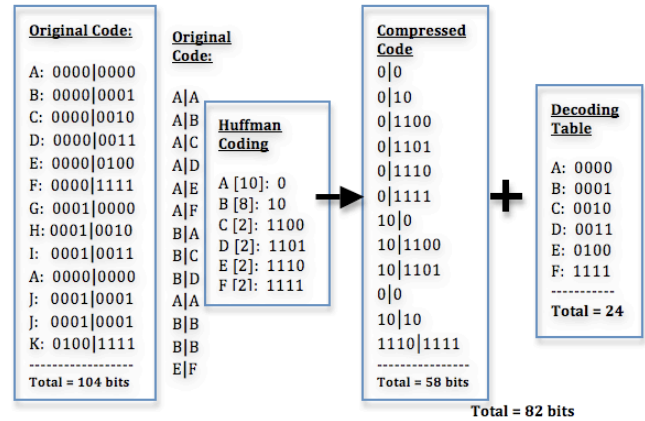 Original Code:
A: 0000|0000
B: 0000|0001
C: 0000|0010
D: 0000|0011
E: 0000|0100
F: 0000|1111
G: 0001|0000
H: 0001|0010
I: 0001|0011
A: 0000|0000
J: 0001|0001
J: 0001|0001
K: 0100|1111
------------------
Total = 104 bits
Original
Code:
A|A
A|B
A|C
A|D
A|E
A|F
B|A
B|C
B|D
A|A
B|B
B|B
E|F
Huffman
Coding
A [10]: 0
B [8]: 10
C [2]: 1100
D [2]: 1101
E [2]: 1110
F [2]: 1111
Compressed
Code
0|0
0|10
0|1100
0|1101
0|1110
0|1111
10|0
10|1100
10|1101
0|0
10|10
1110|1111
------------------
Total = 58 bits
+
Decoding
Table
A: 0000
B: 0001
C: 0010
D: 0011
E: 0100
F: 1111
-----------
Total = 24
Total = 82 bits